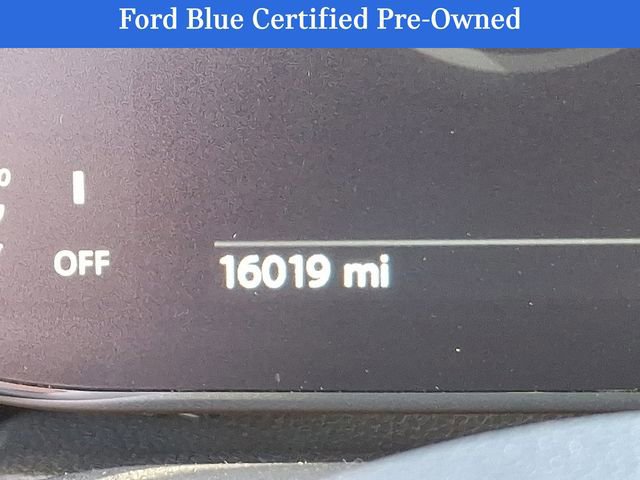 Ford Blue Certified Pre-Owned
OFF
16019 mi